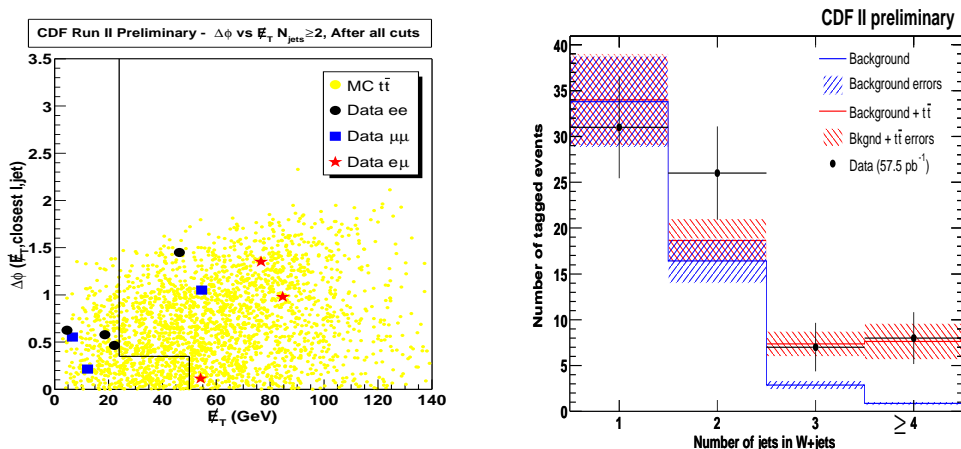 CDF Run II Preliminary - Δφ vs E̸_T N_jets≥2, After all cuts
Δφ (E̸_T,closest l,jet)
3.5
3
2.5
2
1.5
1
0.5
0
MC tt̄
Data ee
Data μμ
Data eμ
0 20 40 60 80 100 120 140
E̸_T (GeV)
CDF II preliminary
Number of tagged events
40
35
30
25
20
15
10
5
0
Background
Background errors
Background + tt̄
Bkgnd + tt̄ errors
Data (57.5 pb⁻¹)
1 2 3 ≥4
Number of jets in W+jets